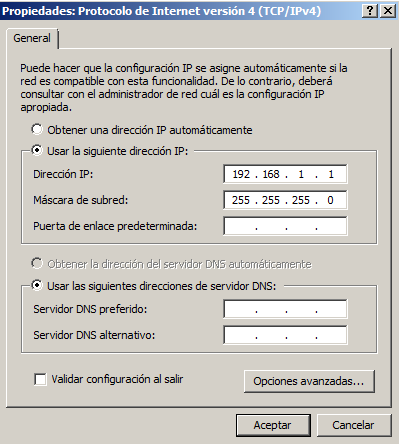 Propiedades: Protocolo de Internet versión 4 (TCP/IPv4)
General
Puede hacer que la configuración IP se asigne automáticamente si la
red es compatible con esta funcionalidad. De lo contrario, deberá
consultar con el administrador de red cuál es la configuración IP
apropiada.
Obtener una dirección IP automáticamente
Usar la siguiente dirección IP:
Dirección IP: 192 . 168 . 1 . 1
Máscara de subred: 255 . 255 . 255 . 0
Puerta de enlace predeterminada: . . .
Obtener la dirección del servidor DNS automáticamente
Usar las siguientes direcciones de servidor DNS:
Servidor DNS preferido: . . .
Servidor DNS alternativo: . . .
Validar configuración al salir
Opciones avanzadas...
Aceptar Cancelar